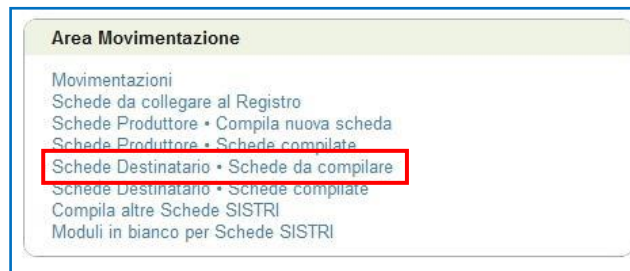 Area Movimentazione
Movimentazioni
Schede da collegare al Registro
Schede Produttore • Compila nuova scheda
Schede Produttore • Schede compilate
Schede Destinatario • Schede da compilare
Schede Destinatario • Schede compilate
Compila altre Schede SISTRI
Moduli in bianco per Schede SISTRI